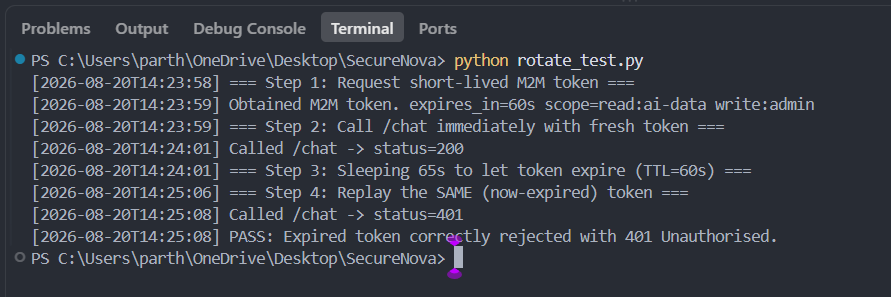 Problems Output Debug Console Terminal Ports
PS C:\Users\parth\OneDrive\Desktop\SecureNova> python rotate_test.py
[2026-08-20T14:23:58] === Step 1: Request short-lived M2M token ===
[2026-08-20T14:23:59] Obtained M2M token. expires_in=60s scope=read:ai-data write:admin
[2026-08-20T14:23:59] === Step 2: Call /chat immediately with fresh token ===
[2026-08-20T14:24:01] Called /chat -> status=200
[2026-08-20T14:24:01] === Step 3: Sleeping 65s to let token expire (TTL=60s) ===
[2026-08-20T14:25:06] === Step 4: Replay the SAME (now-expired) token ===
[2026-08-20T14:25:08] Called /chat -> status=401
[2026-08-20T14:25:08] PASS: Expired token correctly rejected with 401 Unauthorised.
PS C:\Users\parth\OneDrive\Desktop\SecureNova>